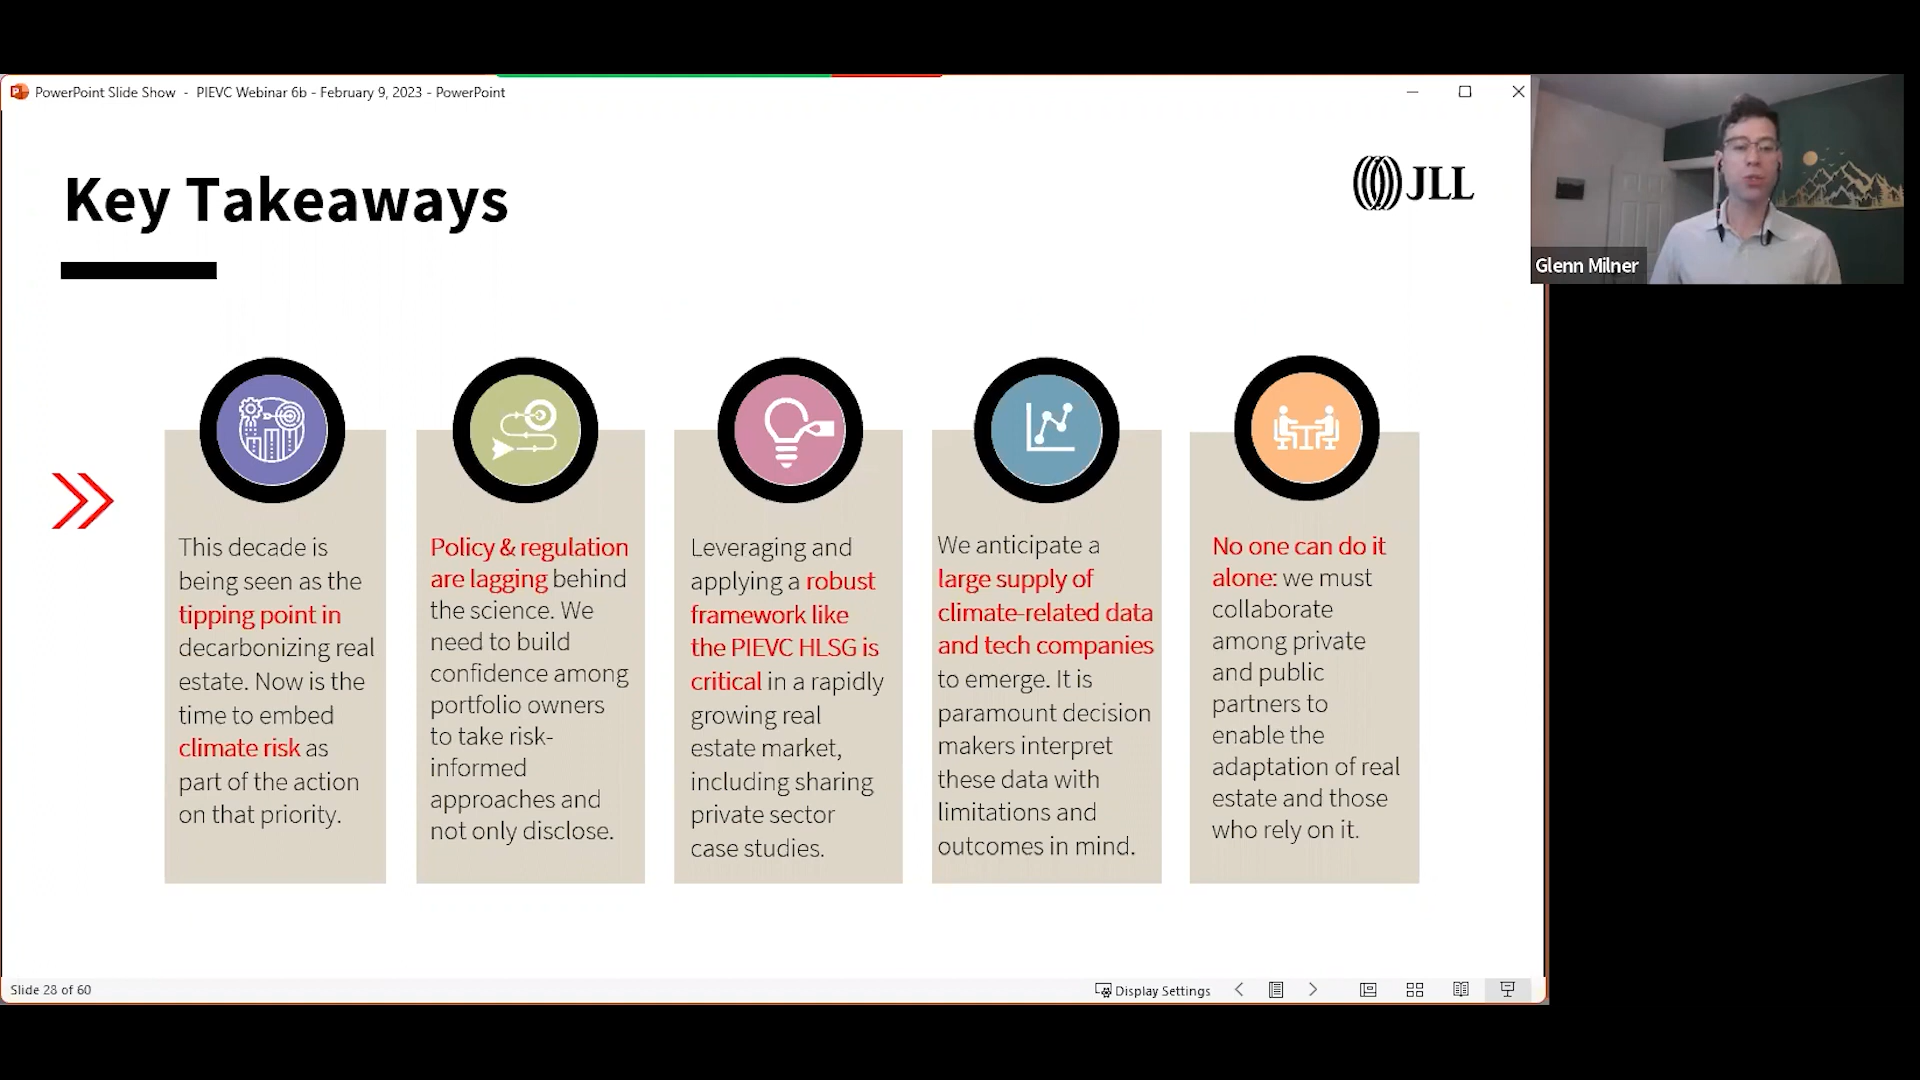 PowerPoint Slide Show - PIEVC Webinar 6b - February 9, 2023 - PowerPoint
Key Takeaways
JLL
Glenn Milner
This decade is
being seen as the
tipping point in
decarbonizing real
estate. Now is the
time to embed
climate risk as
part of the action
on that priority.
Policy & regulation
are lagging behind
the science. We
need to build
confidence among
portfolio owners
to take risk-
informed
approaches and
not only disclose.
Leveraging and
applying a robust
framework like
the PIEVC HLSG is
critical in a rapidly
growing real
estate market,
including sharing
private sector
case studies.
We anticipate a
large supply of
climate-related data
and tech companies
to emerge. It is
paramount decision
makers interpret
these data with
limitations and
outcomes in mind.
No one can do it
alone: we must
collaborate
among private
and public
partners to
enable the
adaptation of real
estate and those
who rely on it.
Slide 28 of 60
Display Settings